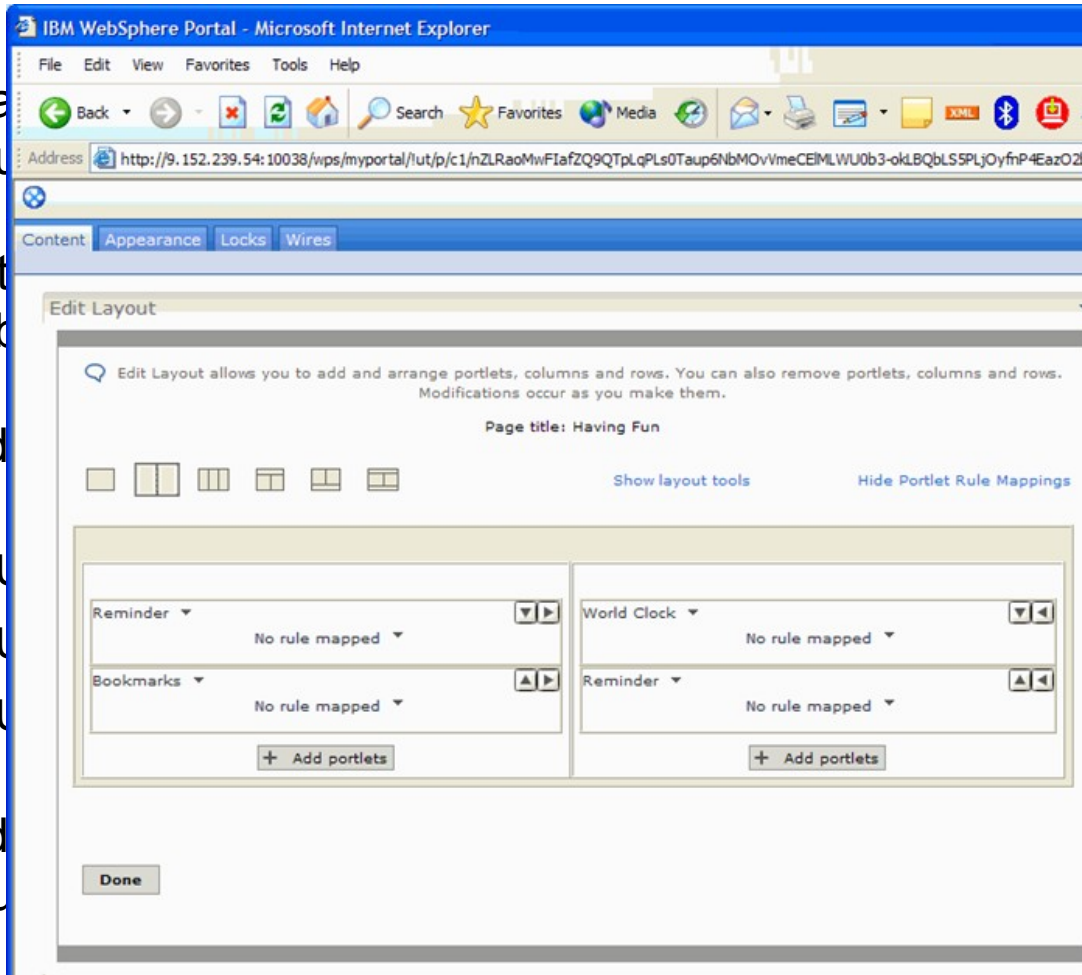 IBM WebSphere Portal - Microsoft Internet Explorer
File Edit View Favorites Tools Help
Back Search Favorites Media XML
Address http://9.152.239.54:10038/wps/myportal/!ut/p/c1/
Content Appearance Locks Wires
Edit Layout
Edit Layout allows you to add and arrange portlets, columns and rows. You can also remove portlets, columns and rows.
Modifications occur as you make them.
Page title: Having Fun
Show layout tools Hide Portlet Rule Mappings
Reminder World Clock
No rule mapped No rule mapped
Bookmarks Reminder
No rule mapped No rule mapped
+ Add portlets + Add portlets
Done